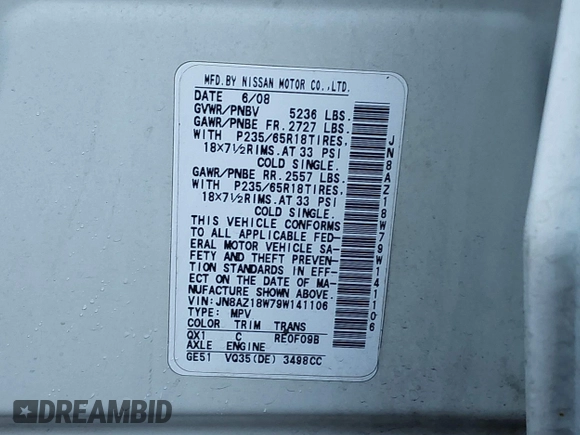 MFD.BY NISSAN MOTOR CO.,LTD.
DATE 6/08
GVWR/PNBV 5236 LBS.
GAWR/PNBE FR. 2727 LBS.
WITH P235/65R18TIRES.
18×7½RIMS. AT 33 PSI
COLD SINGLE.
GAWR/PNBE RR. 2557 LBS.
WITH P235/65R18TIRES.
18×7½RIMS. AT 33 PSI
COLD SINGLE.
THIS VEHICLE CONFORMS
TO ALL APPLICABLE FED-
ERAL MOTOR VEHICLE SA-
FETY AND THEFT PREVEN-
TION STANDARDS IN EFF-
ECT ON THE DATE OF MA-
NUFACTURE SHOWN ABOVE.
VIN: JN8AZ18W79W141106
TYPE: MPV
COLOR TRIM TRANS
QX1 C RE0F09B
AXLE ENGINE
GE51 VQ35(DE) 3498CC
JN8AZ18W79W141106
DREAMBID